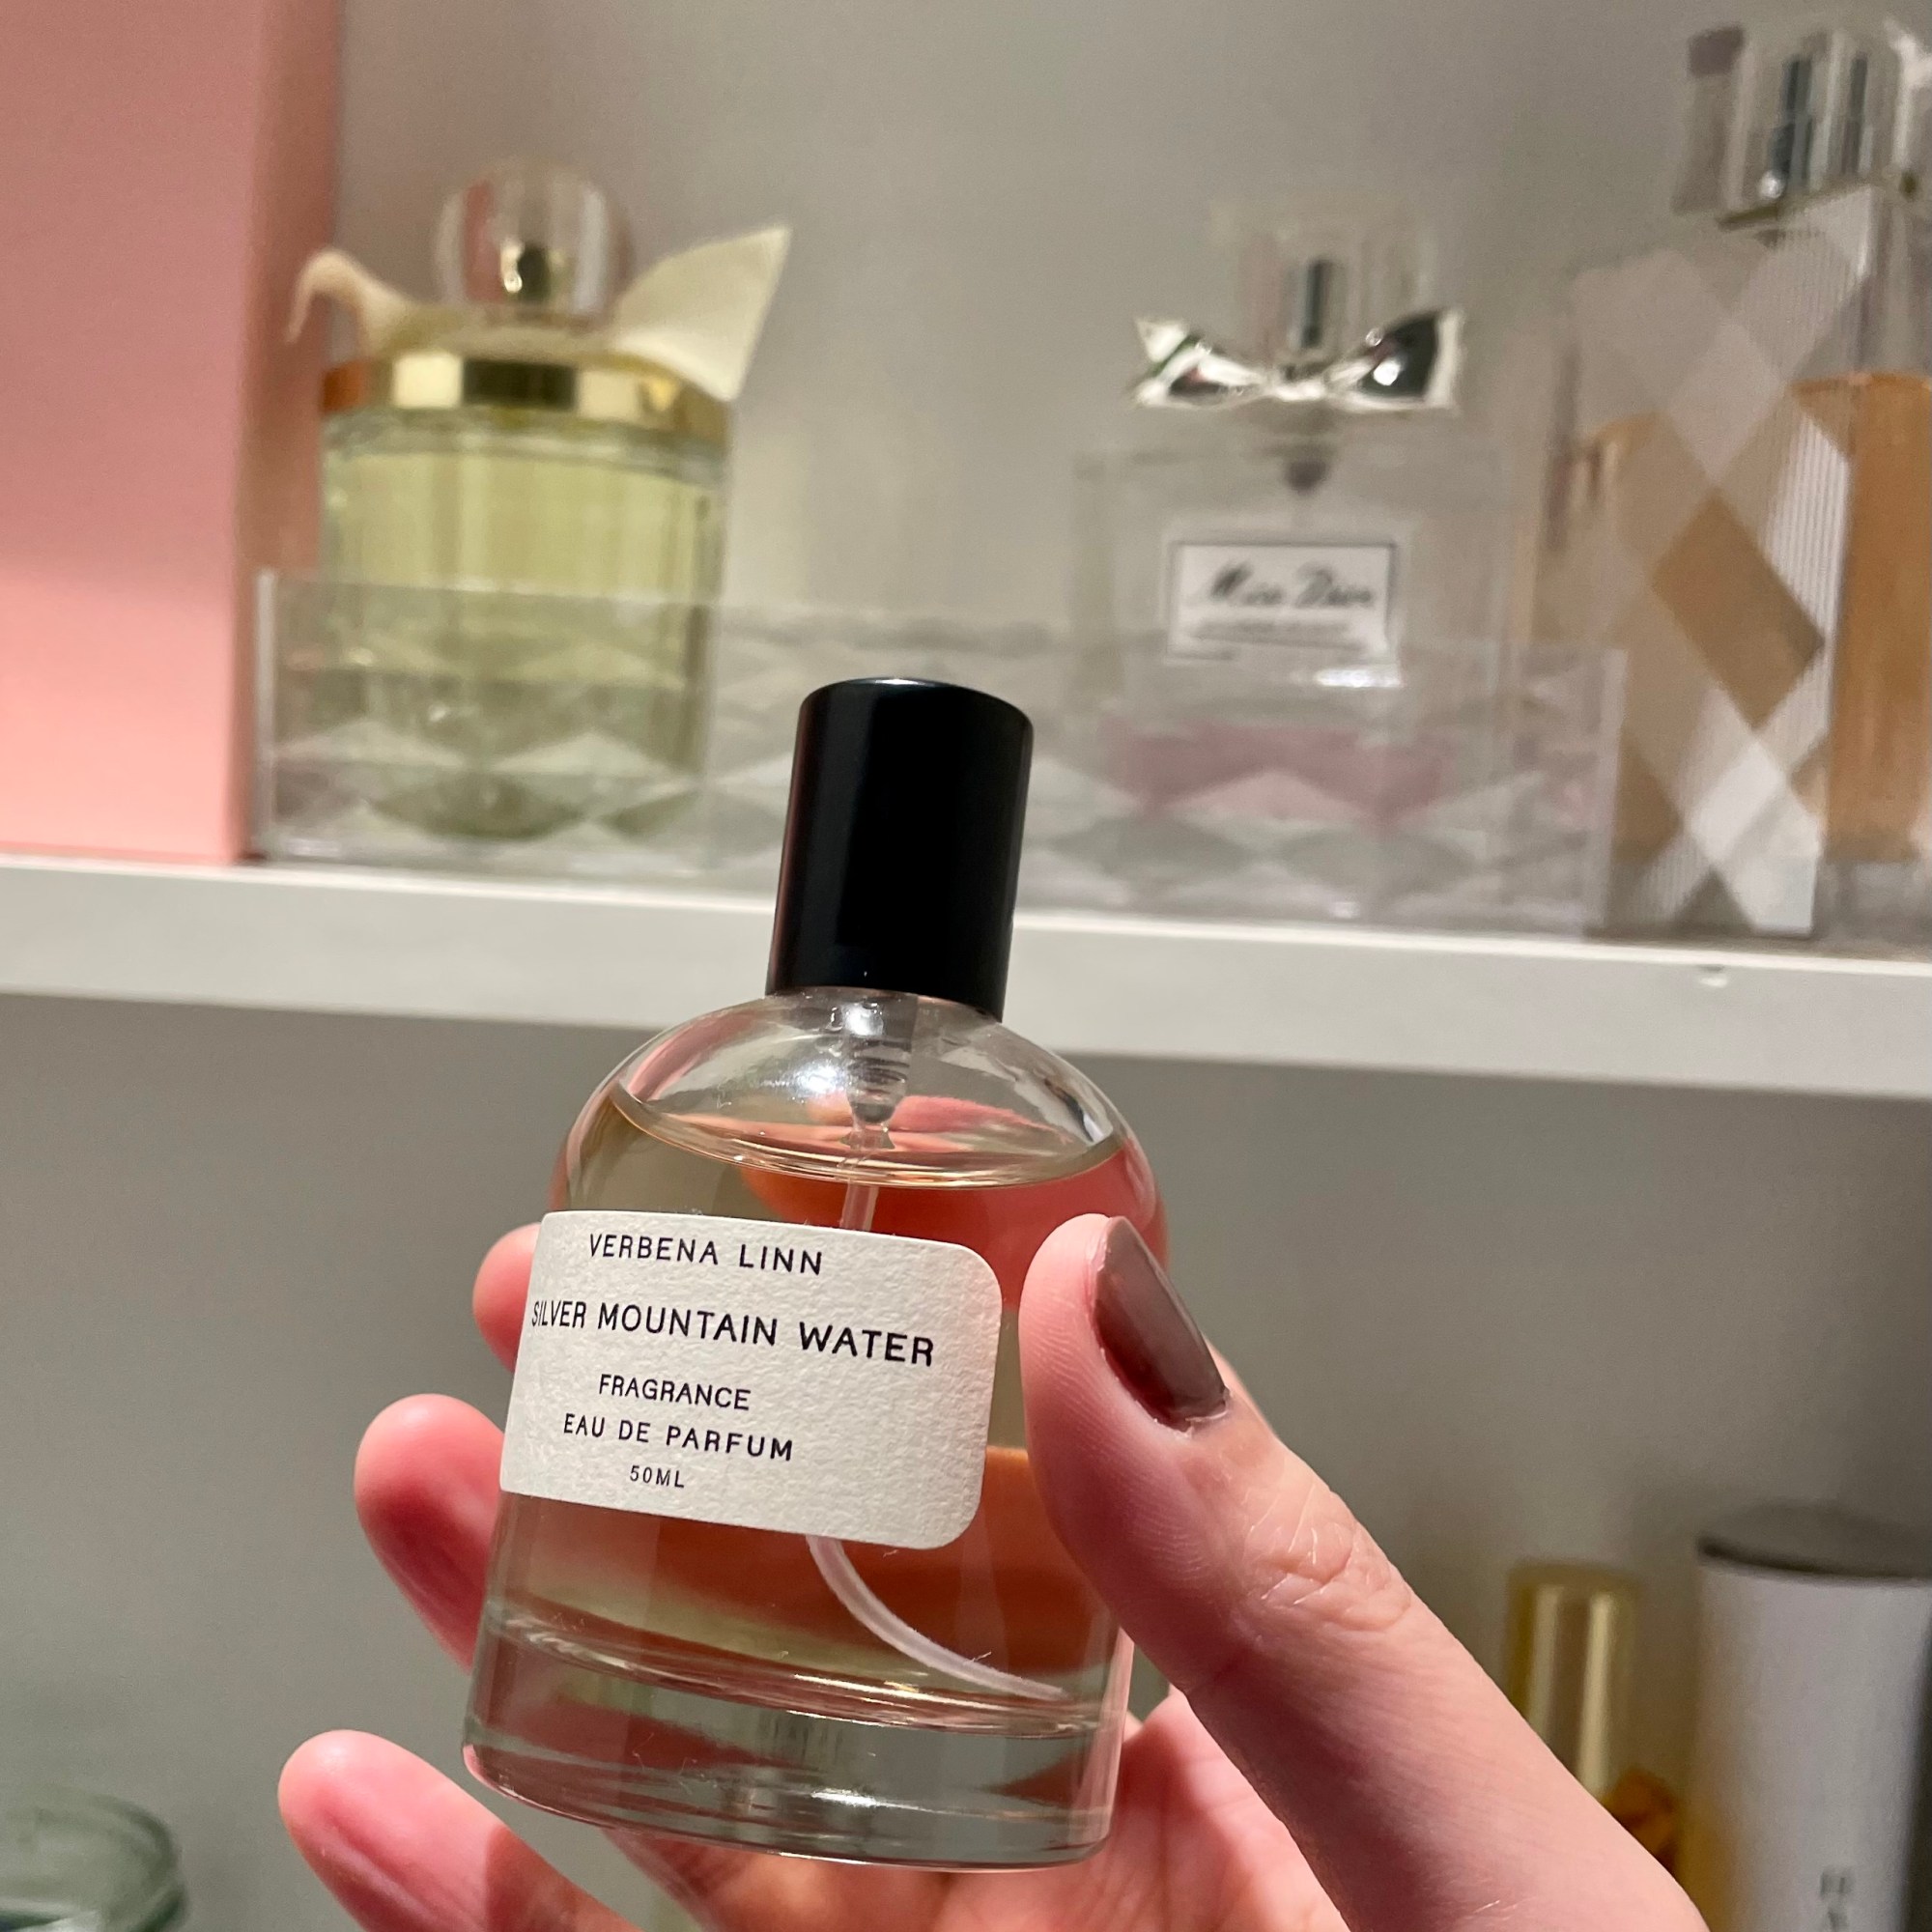 Miss Dior
VERBENA LINN
SILVER MOUNTAIN WATER
FRAGRANCE
EAU DE PARFUM
50ML